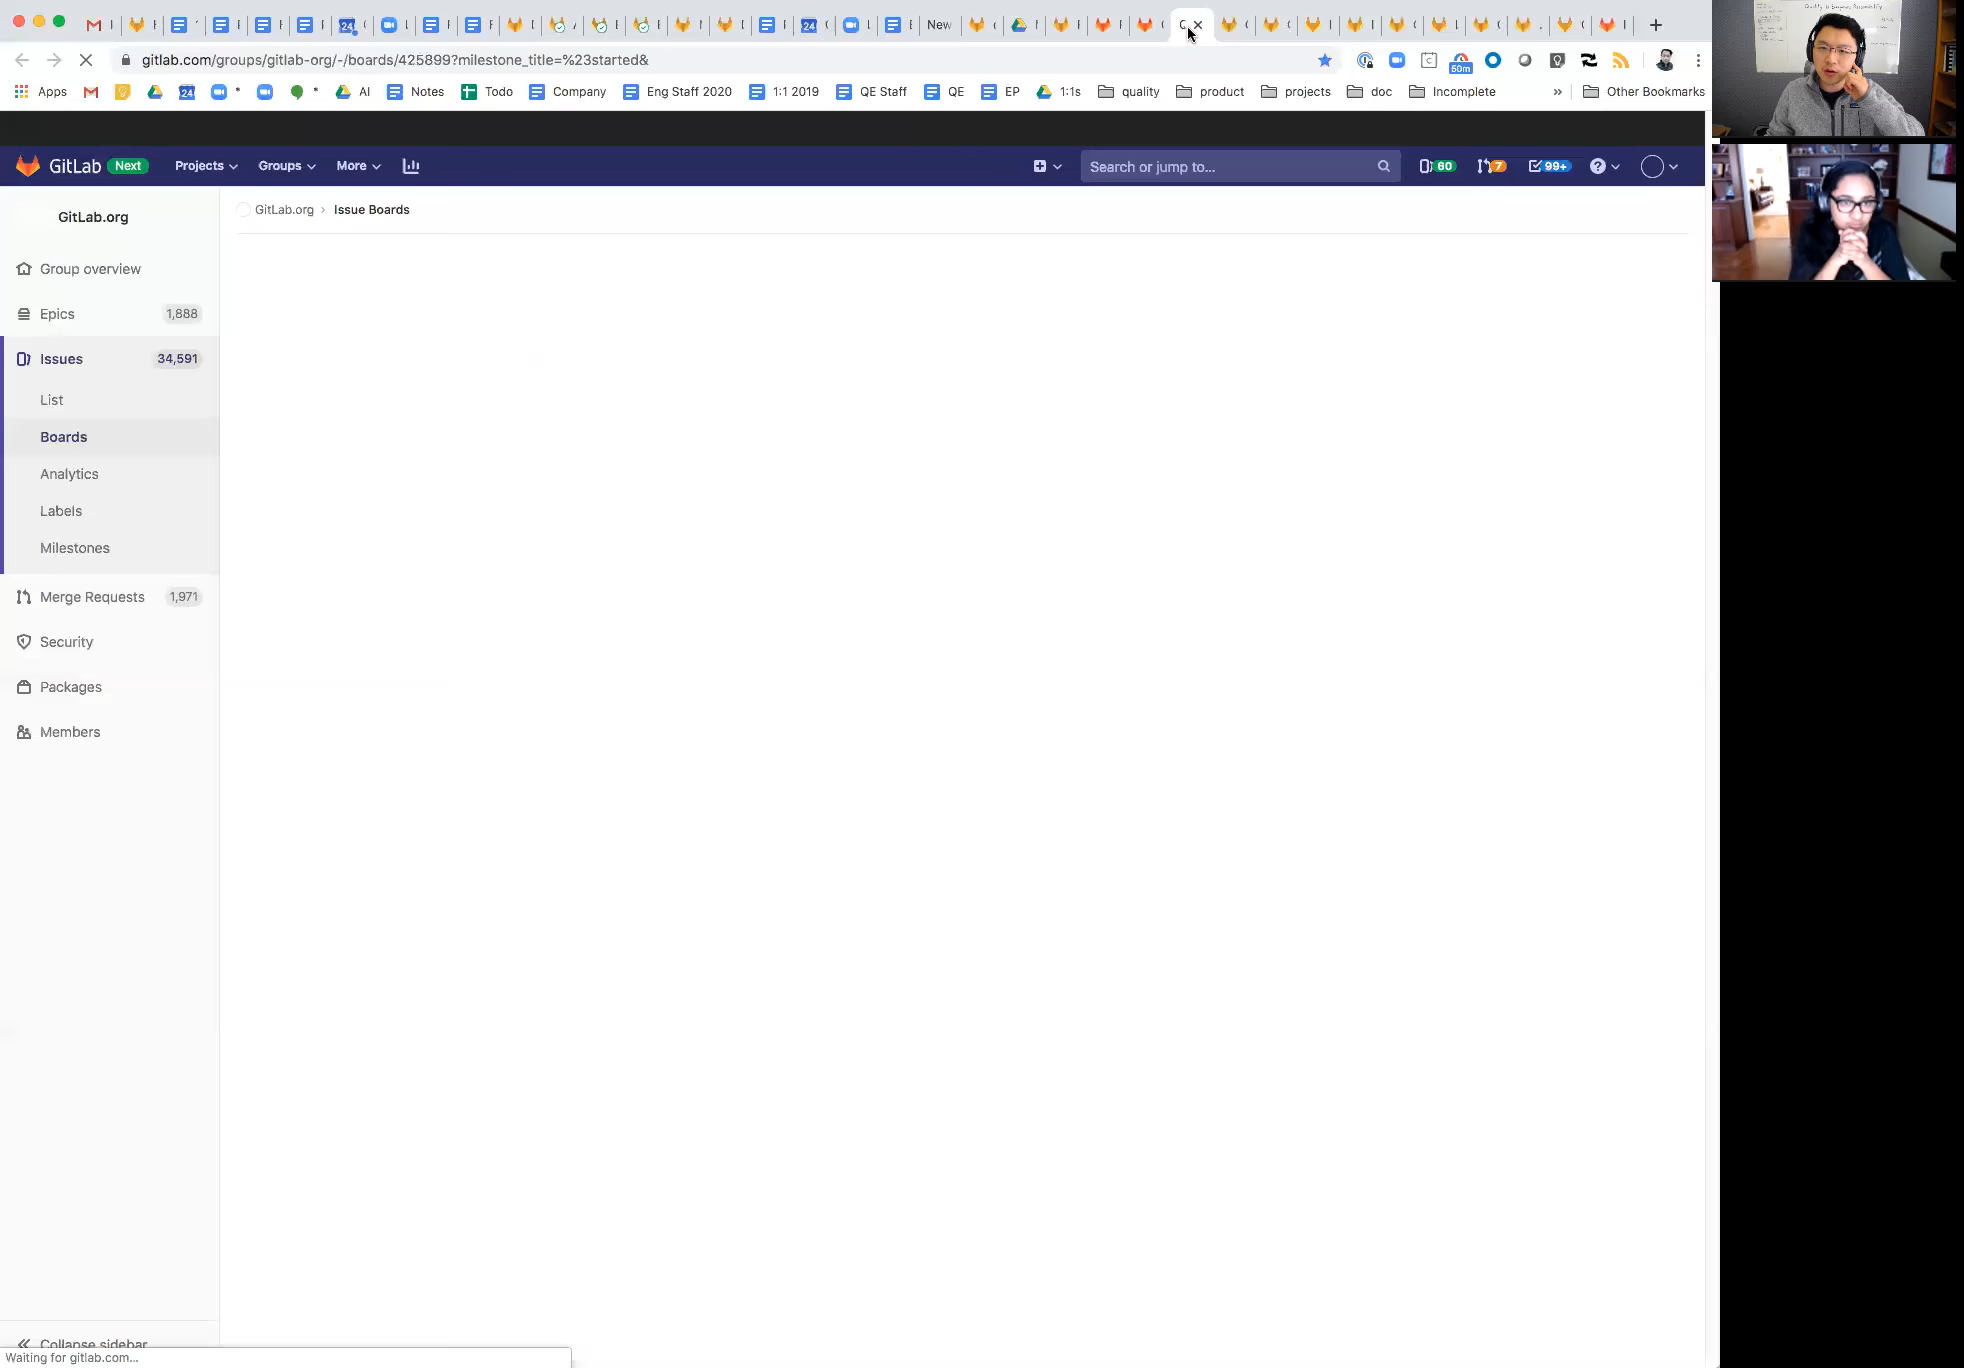 New
gitlab.com/groups/gitlab-org/-/boards/425899?milestone_title=%23started&
50m
Apps 24 * * AI Notes Todo Company Eng Staff 2020 1:1 2019 QE Staff QE EP 1:1s quality product projects doc Incomplete » Other Bookmarks
GitLab Next Projects Groups More Search or jump to... 60 7 99+
GitLab.org
GitLab.org › Issue Boards
Group overview
Epics 1,888
Issues 34,591
List
Boards
Analytics
Labels
Milestones
Merge Requests 1,971
Security
Packages
Members
Collapse sidebar
Waiting for gitlab.com...